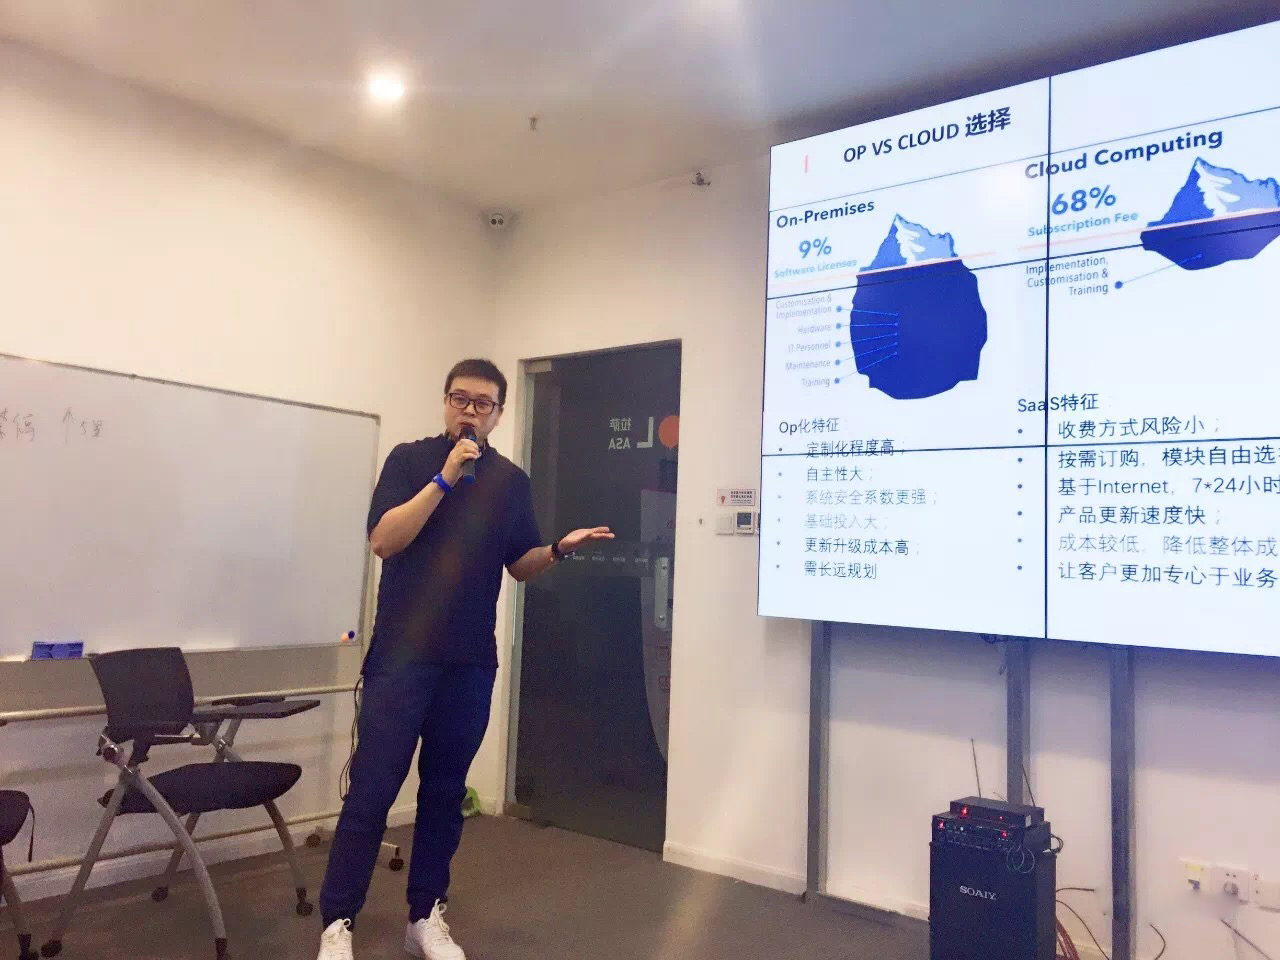 OP VS CLOUD 选择
On-Premises
9%
Software Licenses
Customisation &
Implementation
Hardware
IT Personnel
Maintenance
Training
Op化特征
• 定制化程度高；
• 自主性大；
• 系统安全系数更强；
• 基础投入大；
• 更新升级成本高；
• 需长远规划
Cloud Computing
68%
Subscription Fee
Implementation,
Customisation &
Training
SaaS特征
• 收费方式风险小；
• 按需订购，模块自由选
• 基于Internet，7*24小时
• 产品更新速度快；
• 成本较低，降低整体成
• 让客户更加专心于业务
拉萨
ASA
SOAIY